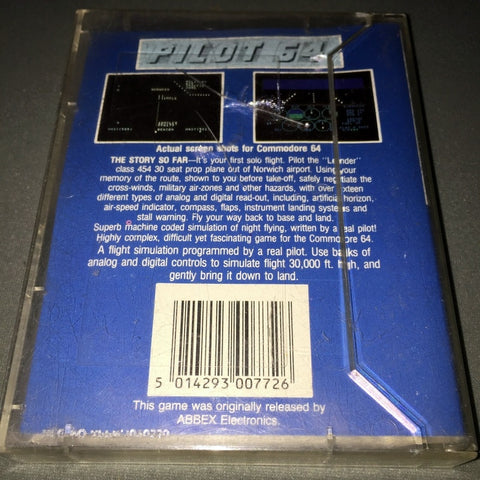 PILOT 64
Actual screen shots for Commodore 64
THE STORY SO FAR—It's your first solo flight. Pilot the "Leander"
class 454 30 seat prop plane out of Norwich airport. Using your
memory of the route, shown to you before take-off, safely negotiate the
cross-winds, military air-zones and other hazards, with over sixteen
different types of analog and digital read-out, including, artificial, horizon,
air-speed indicator, compass, flaps, instrument landing systems and
stall warning. Fly your way back to base and land.
Superb machine coded simulation of night flying, written by a real pilot!
Highly complex, difficult yet fascinating game for the Commodore 64.
A flight simulation programmed by a real pilot. Use banks of
analog and digital controls to simulate flight 30,000 ft. high, and
gently bring it down to land.
5 014293 007726
This game was originally released by
ABBEX Electronics.